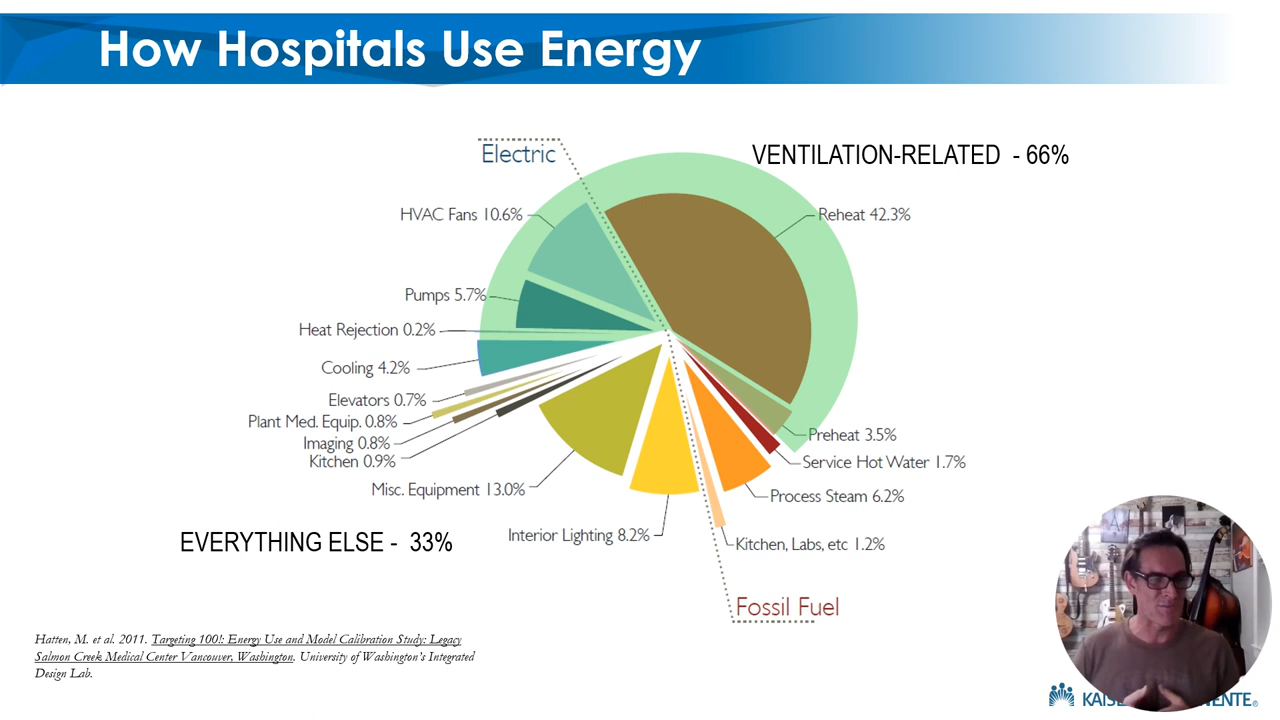 How Hospitals Use Energy
Electric
VENTILATION-RELATED - 66%
HVAC Fans 10.6%
Reheat 42.3%
Pumps 5.7%
Heat Rejection 0.2%
Cooling 4.2%
Elevators 0.7%
Plant Med. Equip. 0.8%
Imaging 0.8%
Kitchen 0.9%
Misc. Equipment 13.0%
Interior Lighting 8.2%
Preheat 3.5%
Service Hot Water 1.7%
Process Steam 6.2%
Kitchen, Labs, etc 1.2%
EVERYTHING ELSE - 33%
Fossil Fuel
Hatten, M. et al. 2011. Targeting 100!: Energy Use and Model Calibration Study: Legacy
Salmon Creek Medical Center Vancouver, Washington. University of Washington's Integrated
Design Lab.